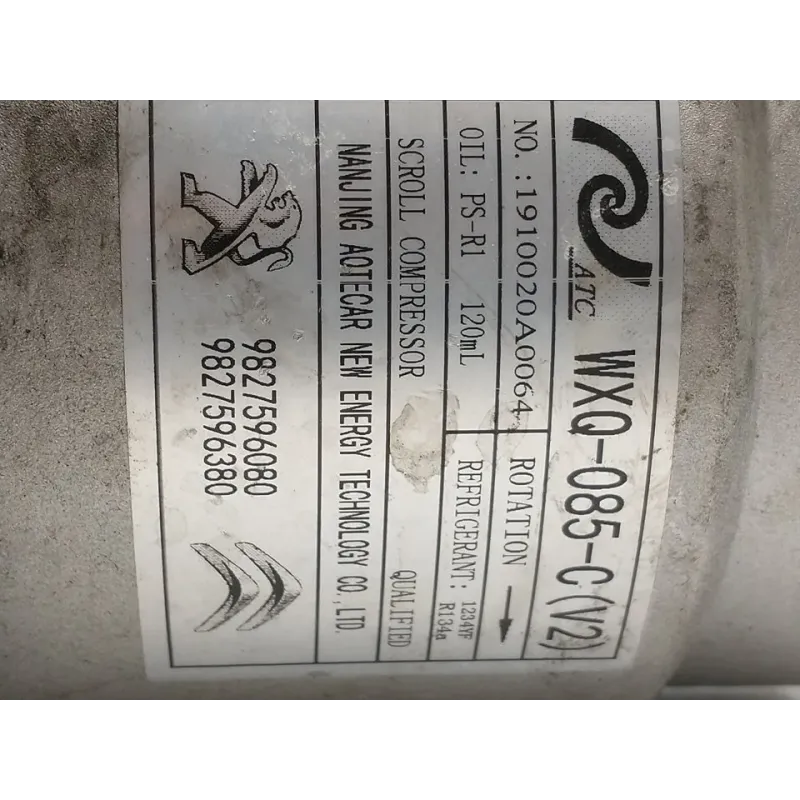 ATC WXQ-085-C(V2)
NO.:1910020A0064 ROTATION
OIL: PS-R1 120mL REFRIGERANT: 1234YF R134a
SCROLL COMPRESSOR QUALIFIED
NANJING AOTECAR NEW ENERGY TECHNOLOGY CO.,LTD.
9827596080
9827596380